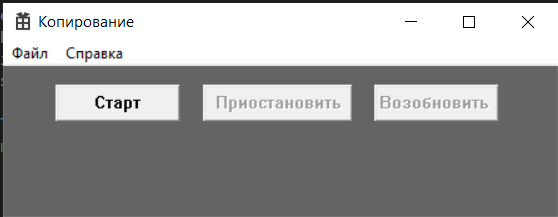 Копирование
Файл Справка
Старт Приостановить Возобновить